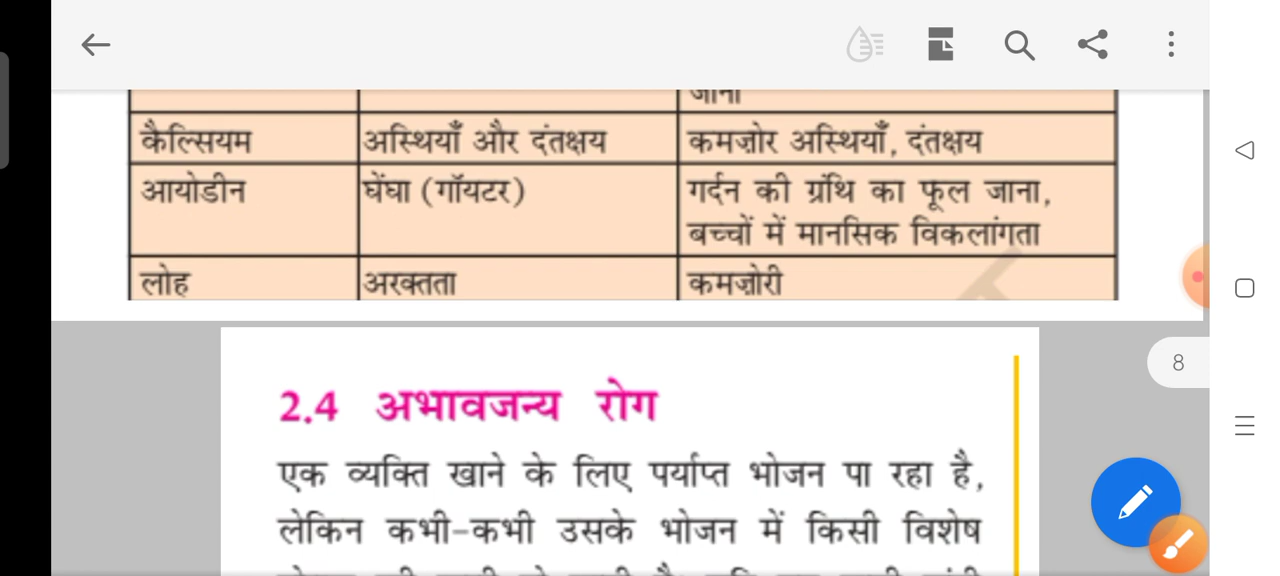 जाना
कैल्सियम अस्थियाँ और दंतक्षय कमज़ोर अस्थियाँ, दंतक्षय
आयोडीन घेंघा (गॉयटर) गर्दन की ग्रंथि का फूल जाना,
बच्चों में मानसिक विकलांगता
लोह अरक्तता कमज़ोरी
8
2.4 अभावजन्य रोग
एक व्यक्ति खाने के लिए पर्याप्त भोजन पा रहा है,
लेकिन कभी-कभी उसके भोजन में किसी विशेष